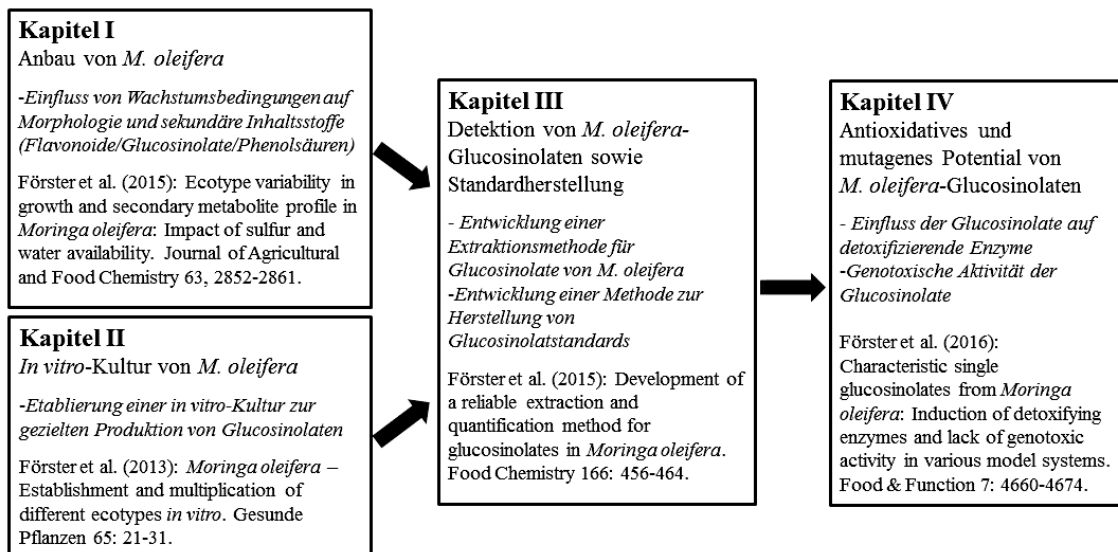 Kapitel I
Anbau von M. oleifera
-Einfluss von Wachstumsbedingungen auf
Morphologie und sekundäre Inhaltsstoffe
(Flavonoide/Glucosinolate/Phenolsäuren)
Förster et al. (2015): Ecotype variability in
growth and secondary metabolite profile in
Moringa oleifera: Impact of sulfur and
water availability. Journal of Agricultural
and Food Chemistry 63, 2852-2861.
Kapitel II
In vitro-Kultur von M. oleifera
-Etablierung einer in vitro-Kultur zur
gezielten Produktion von Glucosinolaten
Förster et al. (2013): Moringa oleifera –
Establishment and multiplication of
different ecotypes in vitro. Gesunde
Pflanzen 65: 21-31.
Kapitel III
Detektion von M. oleifera-
Glucosinolaten sowie
Standardherstellung
- Entwicklung einer
Extraktionsmethode für
Glucosinolate von M. oleifera
-Entwicklung einer Methode zur
Herstellung von
Glucosinolatstandards
Förster et al. (2015): Development of
a reliable extraction and
quantification method for
glucosinolates in Moringa oleifera.
Food Chemistry 166: 456-464.
Kapitel IV
Antioxidatives und
mutagenes Potential von
M. oleifera-Glucosinolaten
- Einfluss der Glucosinolate auf
detoxifizierende Enzyme
-Genotoxische Aktivität der
Glucosinolate
Förster et al. (2016):
Characteristic single
glucosinolates from Moringa
oleifera: Induction of detoxifying
enzymes and lack of genotoxic
activity in various model systems.
Food & Function 7: 4660-4674.